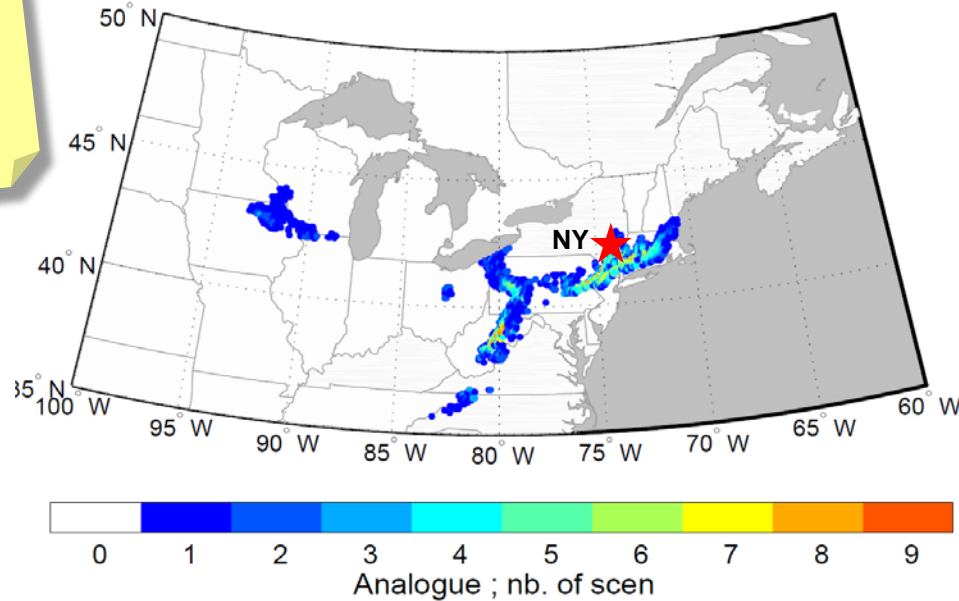 50° N
45° N
NY
40° N
35° N
100° W
95° W
90° W
85° W
80° W
75° W
70° W
65° W
60° W
0 1 2 3 4 5 6 7 8 9
Analogue ; nb. of scen